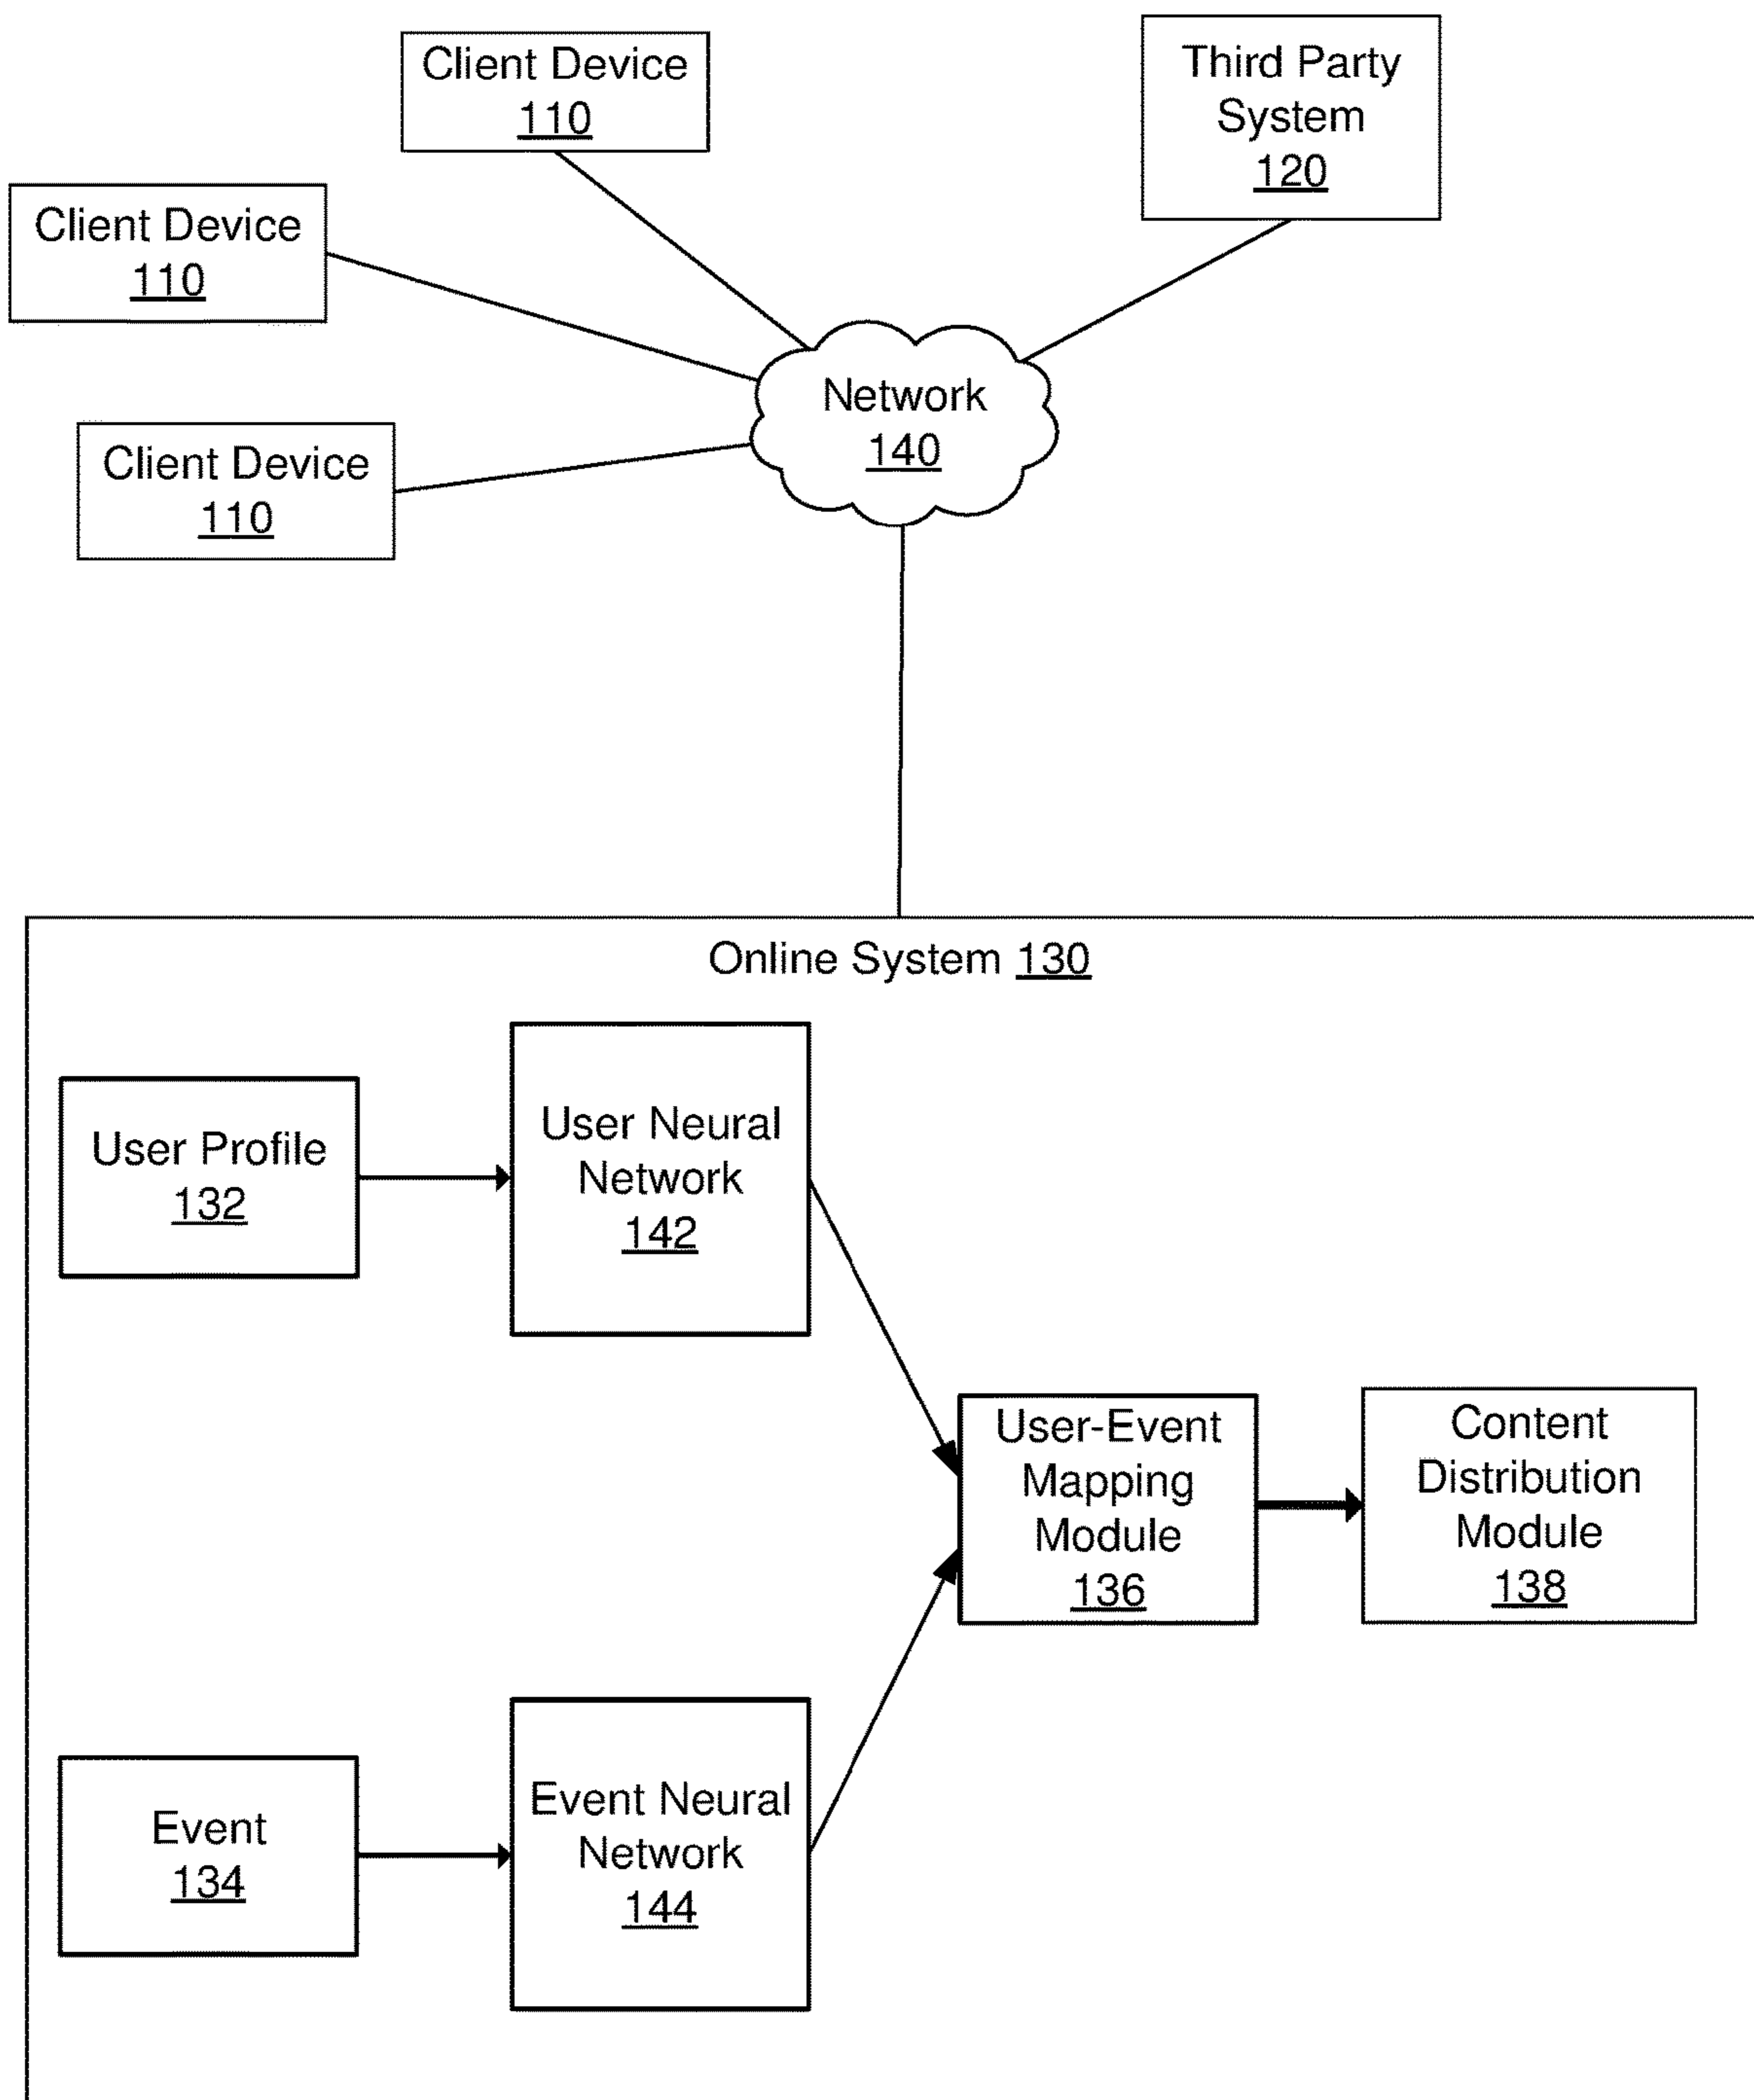 Client Device
110
Third Party
System
120
Client Device
110
Network
140
Client Device
110
Online System 130
User Profile
132
User Neural
Network
142
User-Event
Mapping
Module
136
Content
Distribution
Module
138
Event
134
Event Neural
Network
144